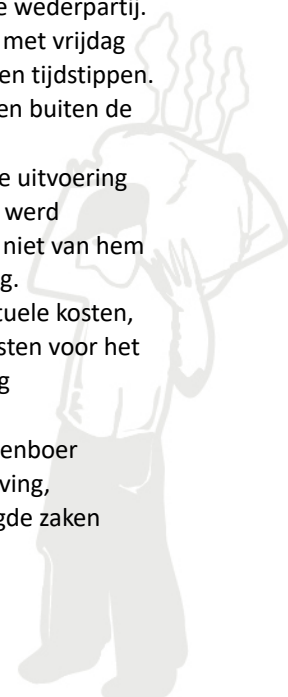 e wederpartij.
met vrijdag
en tijdstippen.
en buiten de
e uitvoering
werd
niet van hem
g.
tuele kosten,
sten voor het
g
enboer
ving,
gde zaken